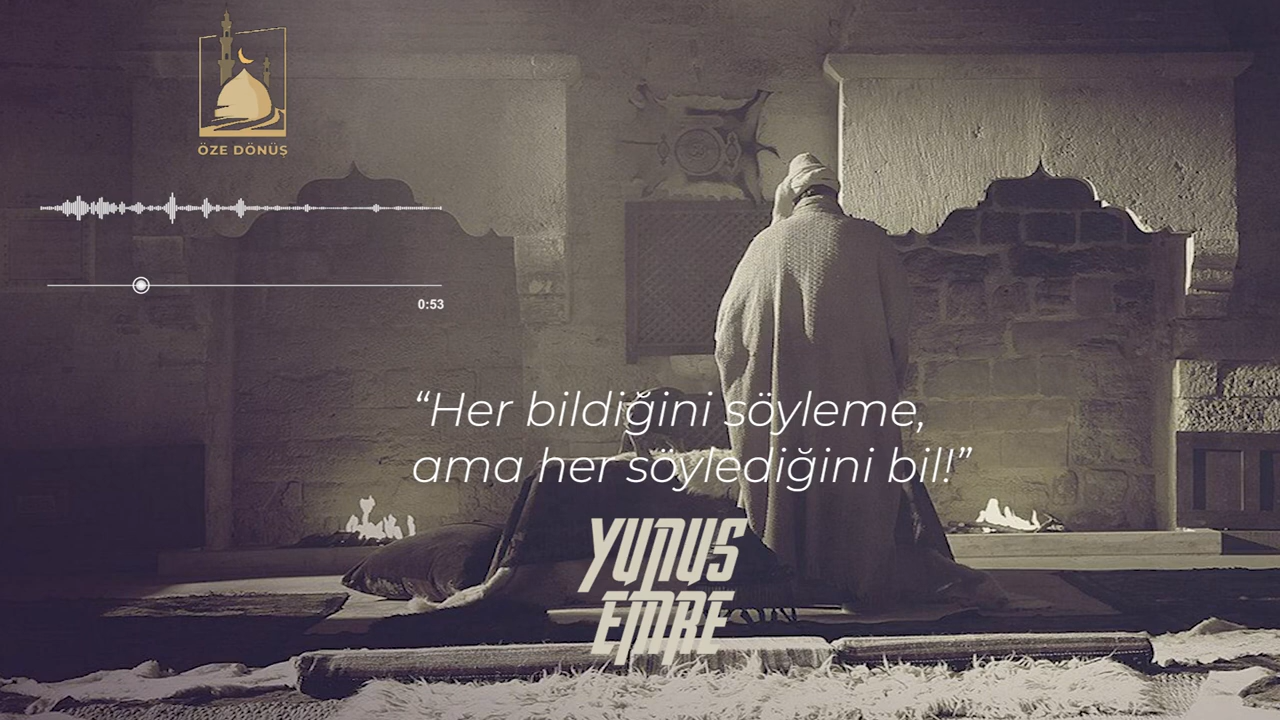 ÖZE DÖNÜŞ
0:53
“Her bildiğini söyleme,
ama her söylediğini bil!”
YUNUS
EMRE